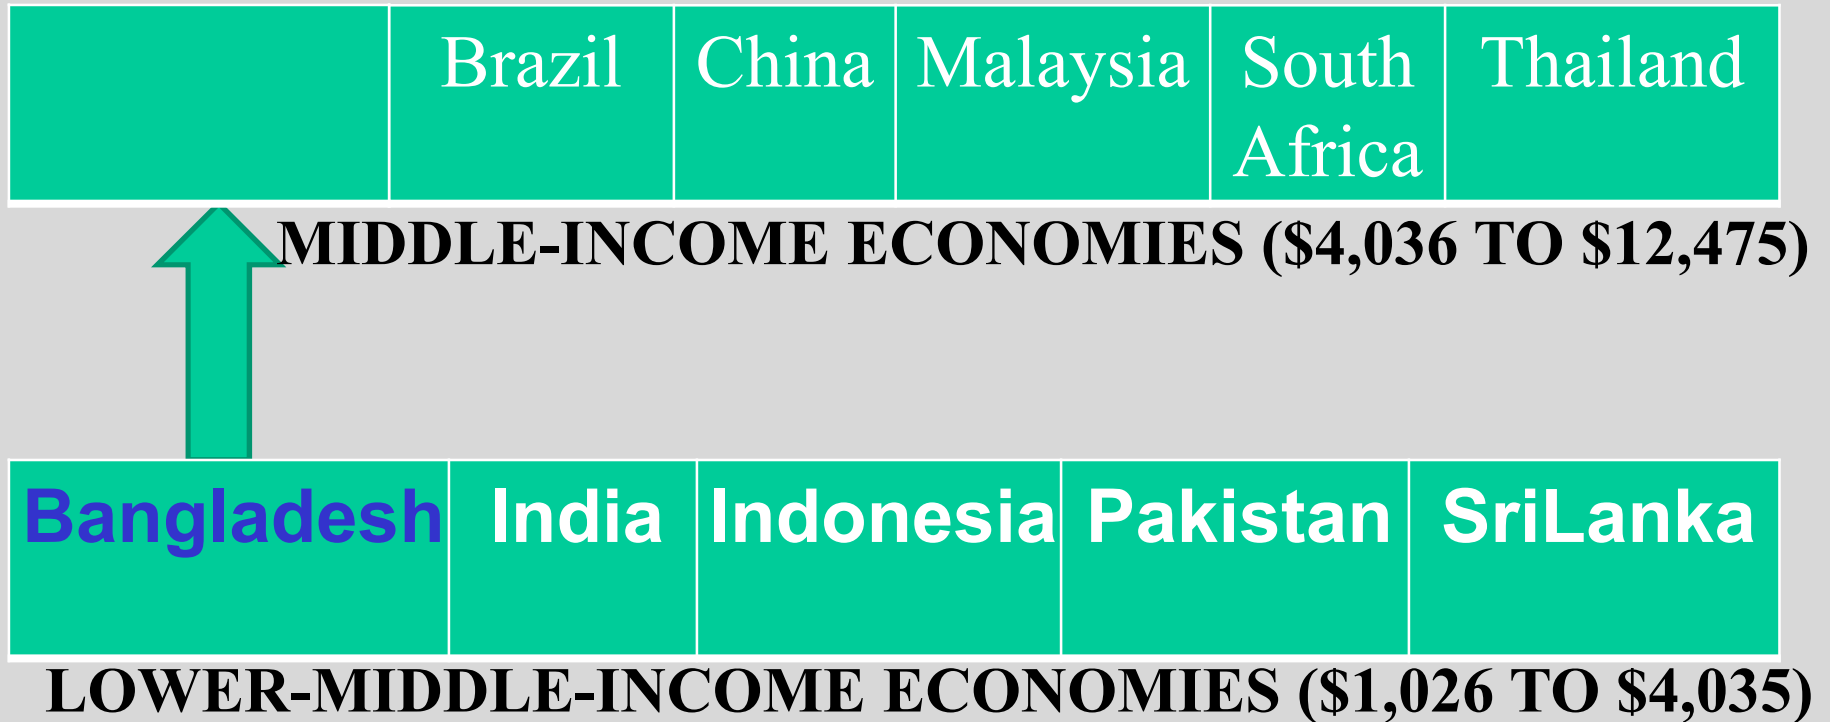 Brazil China Malaysia South Africa Thailand
MIDDLE-INCOME ECONOMIES ($4,036 TO $12,475)
Bangladesh India Indonesia Pakistan SriLanka
LOWER-MIDDLE-INCOME ECONOMIES ($1,026 TO $4,035)